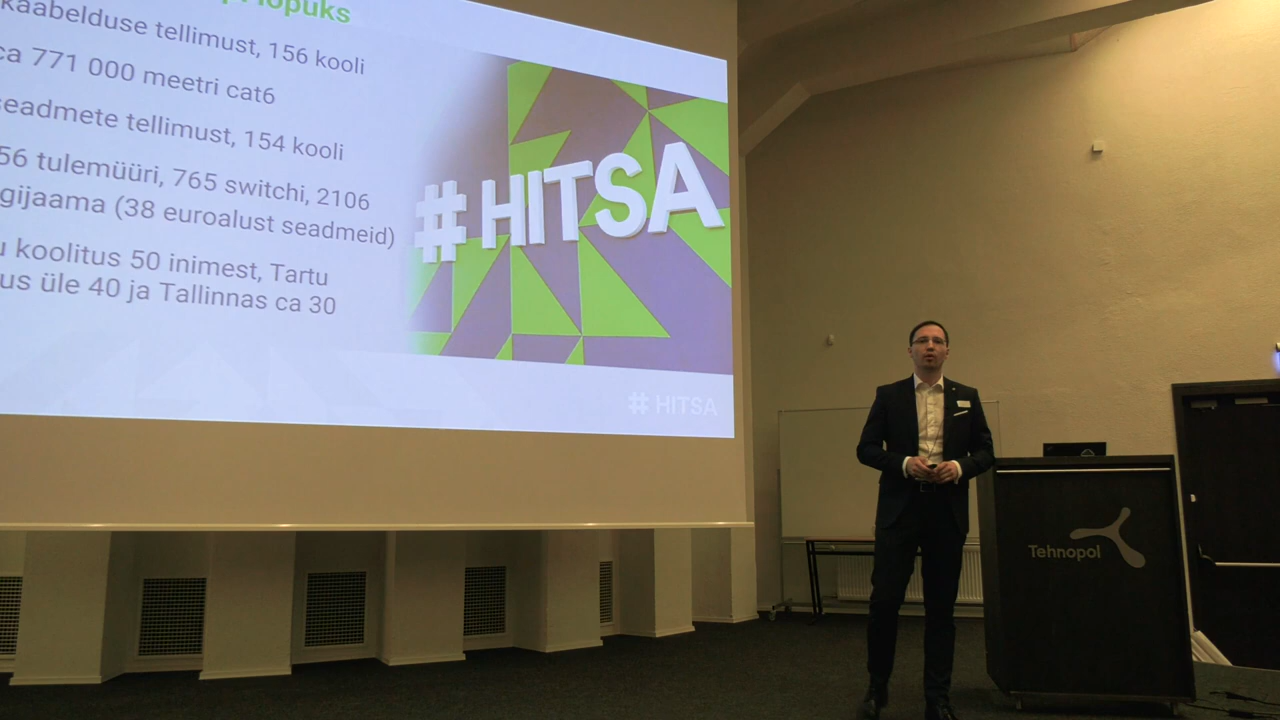 kaabelduse tellimust, 156 kooli
ca 771 000 meetri cat6
seadmete tellimust, 154 kooli
56 tulemüüri, 765 switchi, 2106
gijaama (38 euroalust seadmeid)
koolitus 50 inimest, Tartu
us üle 40 ja Tallinnas ca 30
#HITSA
# HITSA
Tehnopol